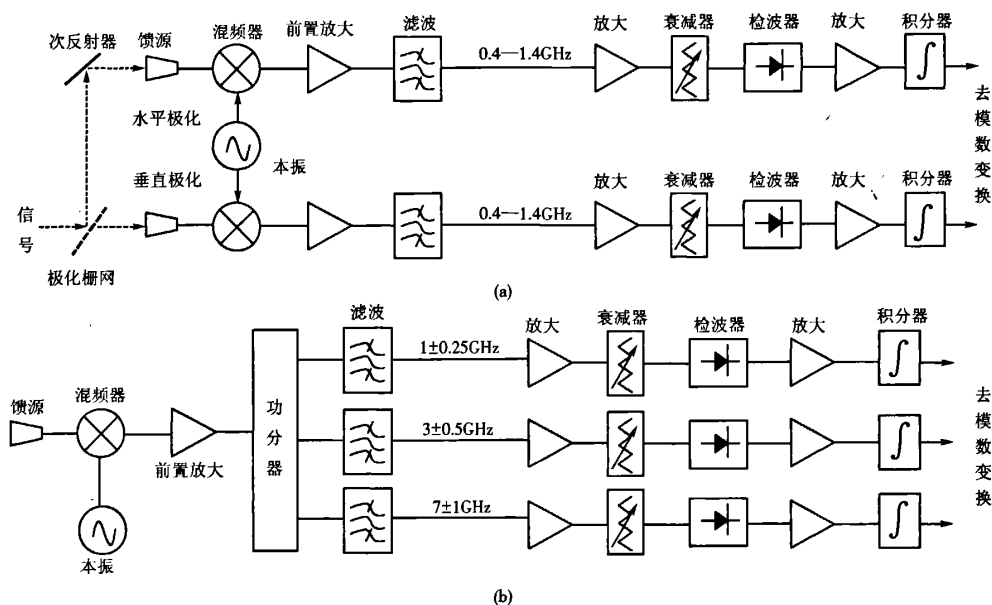 次反射器 馈源 混频器 前置放大 滤波 放大 衰减器 检波器 放大 积分器
0.4—1.4GHz
水平极化
本振
垂直极化
放大 衰减器 检波器 放大 积分器
0.4—1.4GHz
信号
极化栅网
去模数变换
(a)
滤波 放大 衰减器 检波器 放大 积分器
1±0.25GHz
馈源 混频器
前置放大
功分器
3±0.5GHz
7±1GHz
本振
去模数变换
(b)